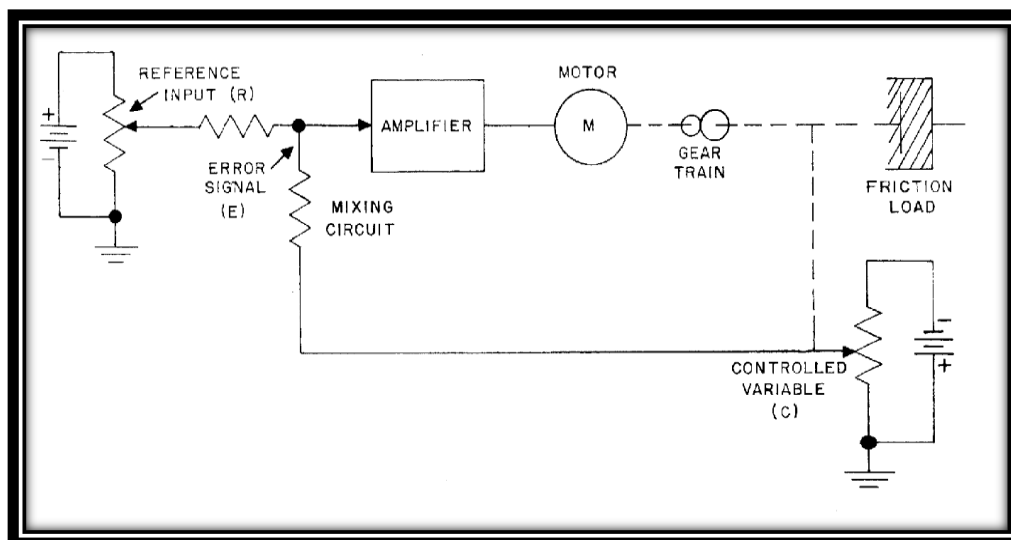 REFERENCE
INPUT (R)
+
−
ERROR
SIGNAL
(E)
MIXING
CIRCUIT
AMPLIFIER
MOTOR
M
GEAR
TRAIN
FRICTION
LOAD
CONTROLLED
VARIABLE
(C)
−
+